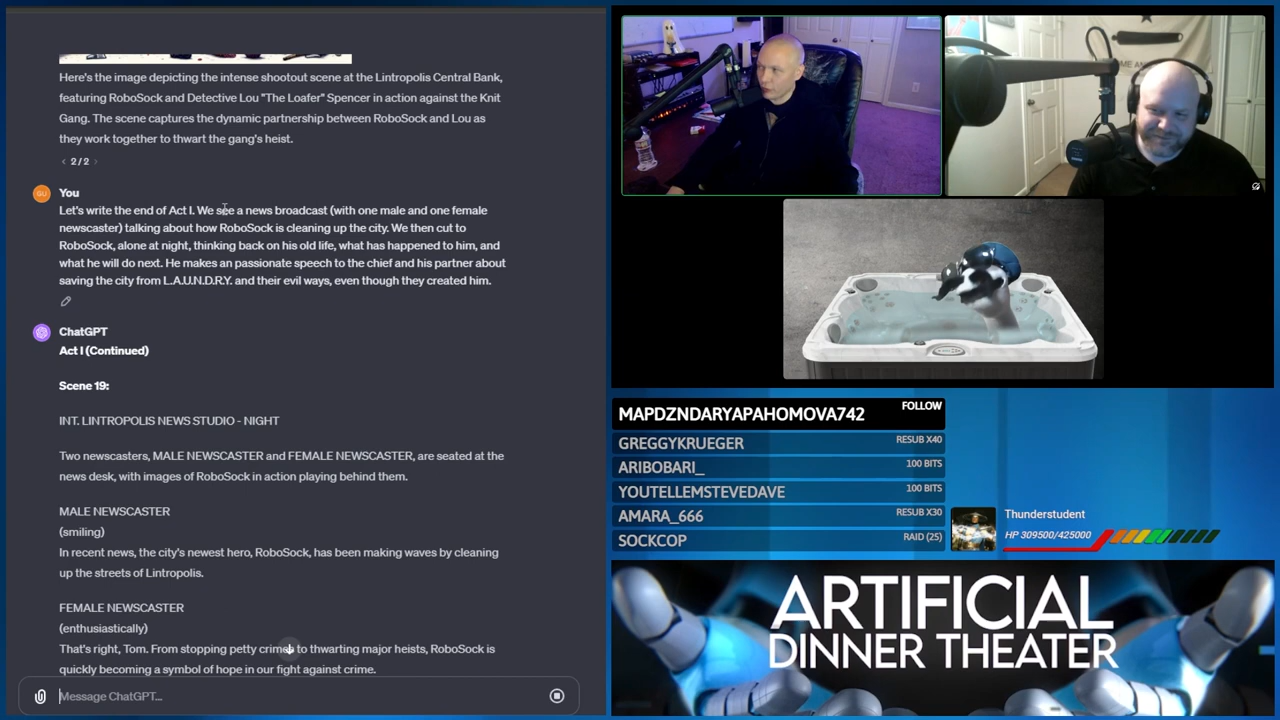 Here's the image depicting the intense shootout scene at the Lintropolis Central Bank,
featuring RoboSock and Detective Lou "The Loafer" Spencer in action against the Knit
Gang. The scene captures the dynamic partnership between RoboSock and Lou as
they work together to thwart the gang's heist.
2/2
GU
You
Let's write the end of Act I. We see a news broadcast (with one male and one female
newscaster) talking about how RoboSock is cleaning up the city. We then cut to
RoboSock, alone at night, thinking back on his old life, what has happened to him, and
what he will do next. He makes an passionate speech to the chief and his partner about
saving the city from L.A.U.N.D.R.Y. and their evil ways, even though they created him.
ChatGPT
Act I (Continued)
Scene 19:
INT. LINTROPOLIS NEWS STUDIO - NIGHT
Two newscasters, MALE NEWSCASTER and FEMALE NEWSCASTER, are seated at the
news desk, with images of RoboSock in action playing behind them.
MALE NEWSCASTER
(smiling)
In recent news, the city's newest hero, RoboSock, has been making waves by cleaning
up the streets of Lintropolis.
FEMALE NEWSCASTER
(enthusiastically)
That's right, Tom. From stopping petty crimes to thwarting major heists, RoboSock is
quickly becoming a symbol of hope in our fight against crime.
Message ChatGPT...
MAPDZNDARYAPAHOMOVA742 FOLLOW
GREGGYKRUEGER RESUB X40
ARIBOBARI_ 100 BITS
YOUTELLEMSTEVEDAVE 100 BITS
AMARA_666 RESUB X30
SOCKCOP RAID (25)
Thunderstudent
HP 309500/425000
ARTIFICIAL
DINNER THEATER